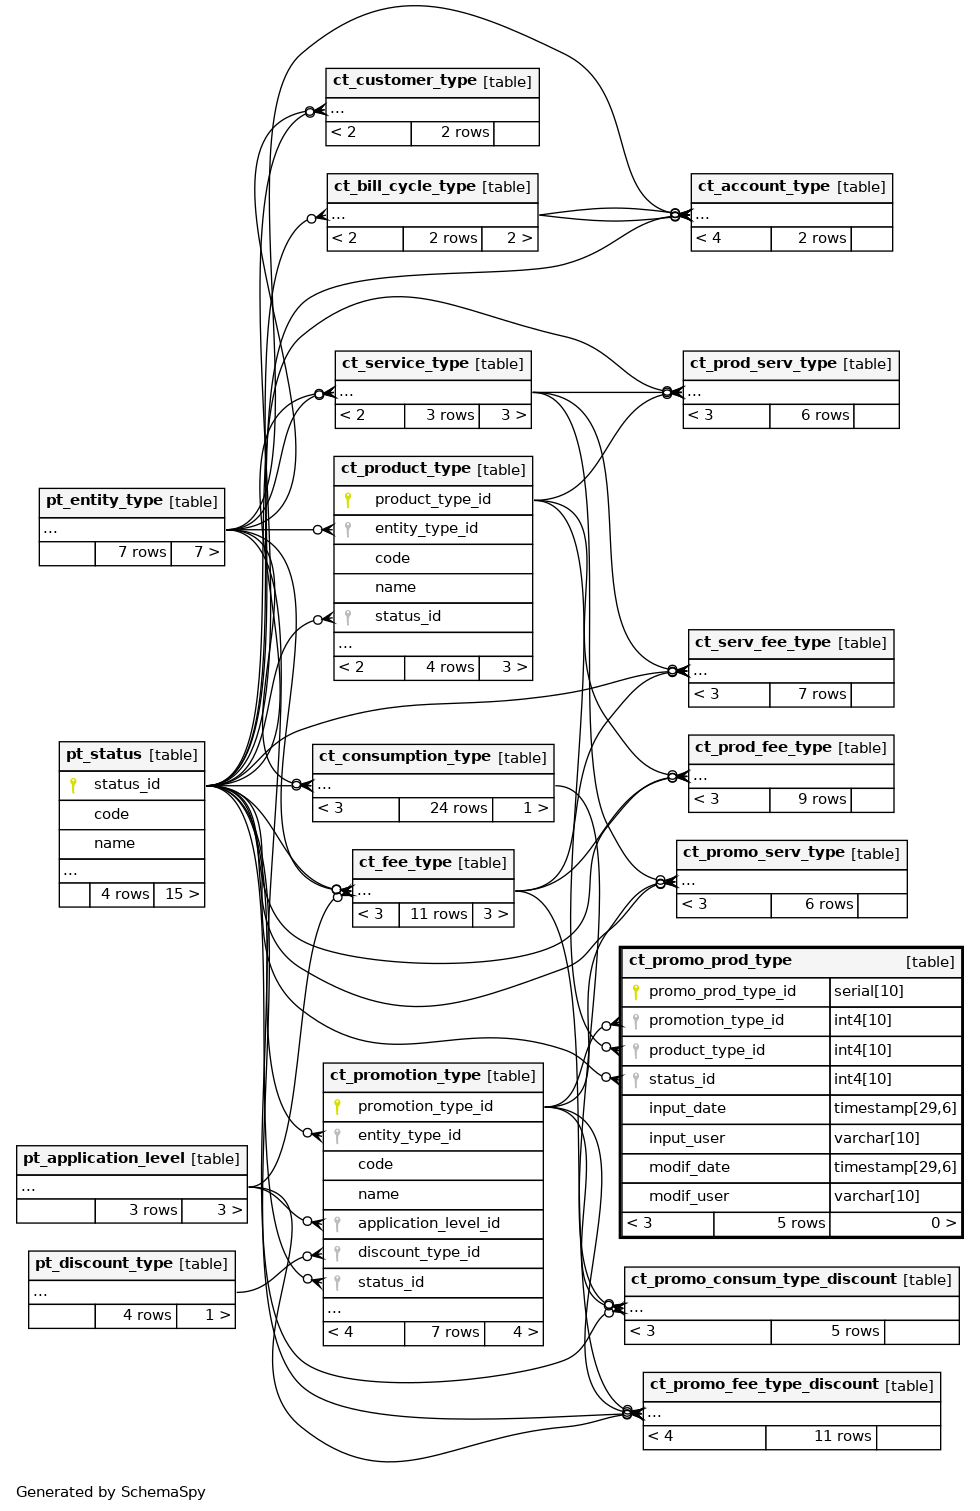 ct_customer_type [table]
...
< 2 2 rows
ct_bill_cycle_type [table]
...
< 2 2 rows 2 >
ct_account_type [table]
...
< 4 2 rows
ct_service_type [table]
...
< 2 3 rows 3 >
ct_prod_serv_type [table]
...
< 3 6 rows
ct_product_type [table]
product_type_id
entity_type_id
code
name
status_id
...
< 2 4 rows 3 >
pt_entity_type [table]
...
7 rows 7 >
ct_serv_fee_type [table]
...
< 3 7 rows
pt_status [table]
status_id
code
name
...
4 rows 15 >
ct_consumption_type [table]
...
< 3 24 rows 1 >
ct_prod_fee_type [table]
...
< 3 9 rows
ct_fee_type [table]
...
< 3 11 rows 3 >
ct_promo_serv_type [table]
...
< 3 6 rows
ct_promo_prod_type [table]
promo_prod_type_id serial[10]
promotion_type_id int4[10]
product_type_id int4[10]
status_id int4[10]
input_date timestamp[29,6]
input_user varchar[10]
modif_date timestamp[29,6]
modif_user varchar[10]
< 3 5 rows 0 >
ct_promotion_type [table]
promotion_type_id
entity_type_id
code
name
application_level_id
discount_type_id
status_id
...
< 4 7 rows 4 >
pt_application_level [table]
...
3 rows 3 >
pt_discount_type [table]
...
4 rows 1 >
ct_promo_consum_type_discount [table]
...
< 3 5 rows
ct_promo_fee_type_discount [table]
...
< 4 11 rows
Generated by SchemaSpy